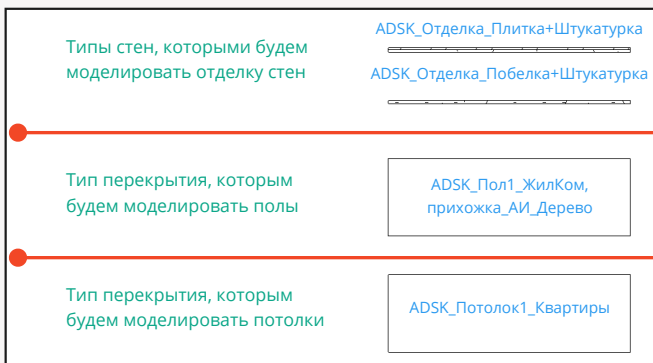 Типы стен, которыми будем
моделировать отделку стен
ADSK_Отделка_Плитка+Штукатурка
ADSK_Отделка_Побелка+Штукатурка
Тип перекрытия, которым
будем моделировать полы
ADSK_Пол1_ЖилКом,
прихожка_АИ_Дерево
Тип перекрытия, которым
будем моделировать потолки
ADSK_Потолок1_Квартиры